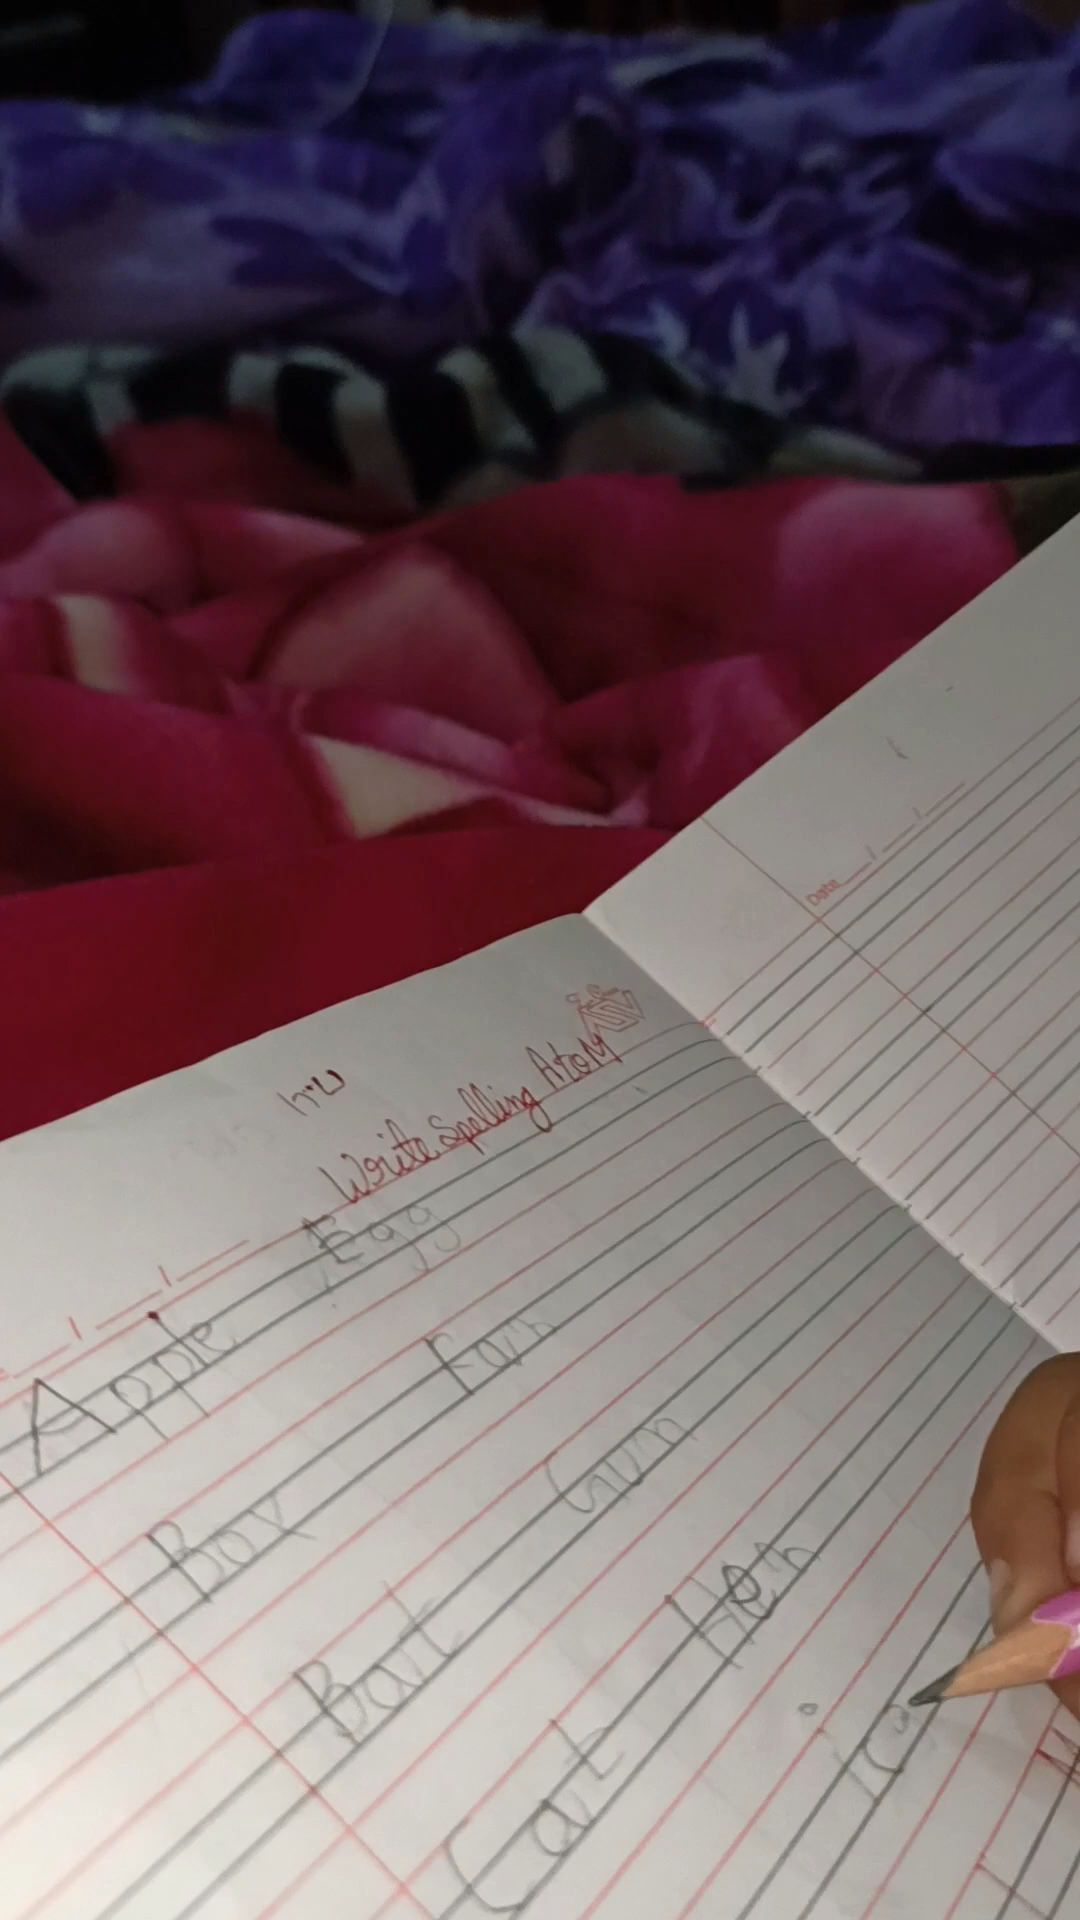 Write Spelling A to M
Date
Apple
Egg
Box
Fan
Bat
Gun
Cat
Hen